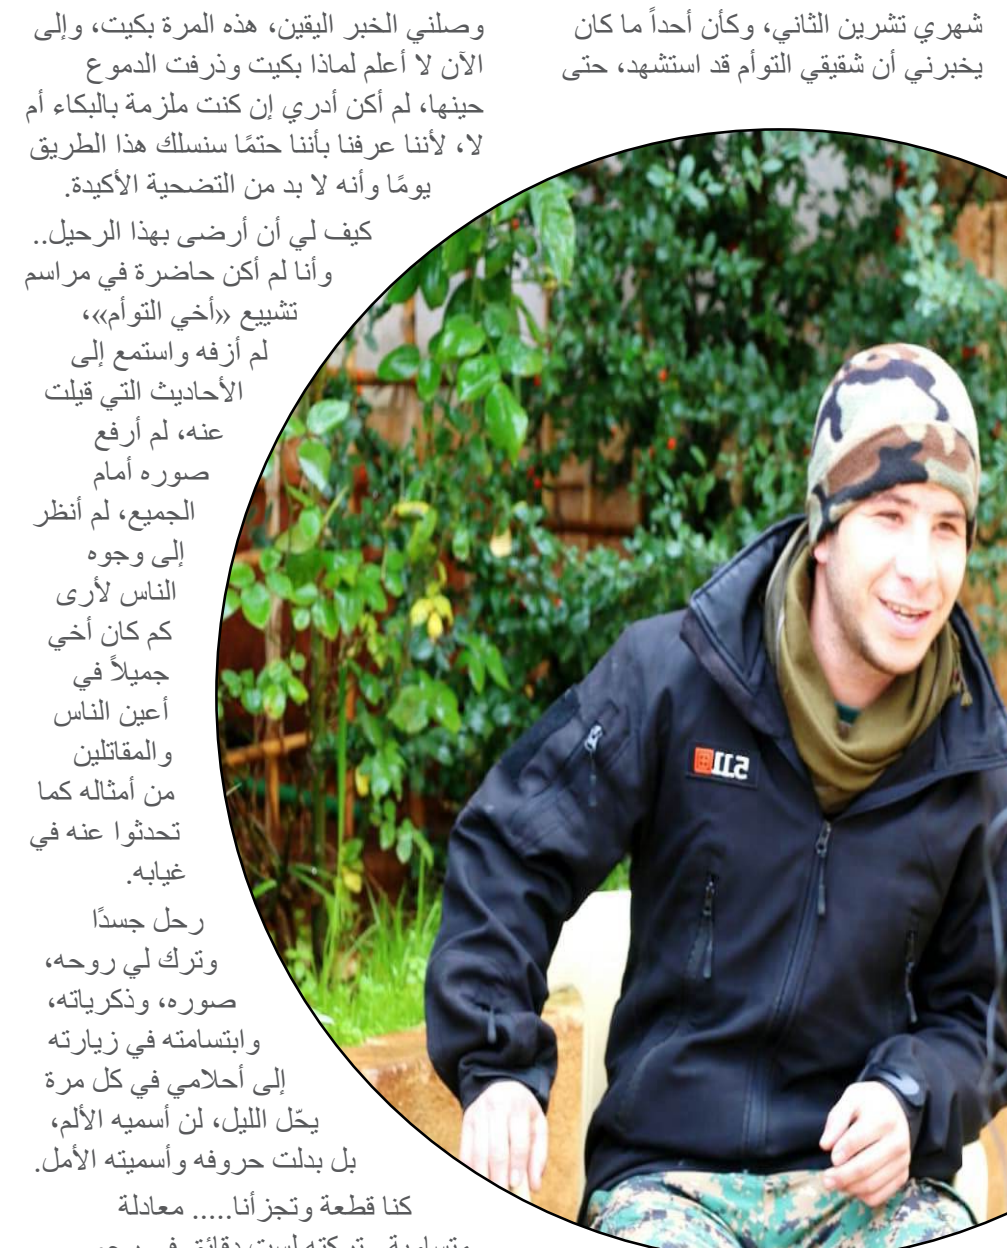 شهري تشرين الثاني، وكأن أحداً ما كان
يخبرني أن شقيقي التوأم قد استشهد، حتى
وصلني الخبر اليقين، هذه المرة بكيت، وإلى
الآن لا أعلم لماذا بكيت وذرفت الدموع
حينها، لم أكن أدري إن كنت ملزمة بالبكاء أم
لا، لأننا عرفنا بأننا حتمًا سنسلك هذا الطريق
يومًا وأنه لا بد من التضحية الأكيدة.
كيف لي أن أرضى بهذا الرحيل..
وأنا لم أكن حاضرة في مراسم
تشييع «أخي التوأم»،
لم أزفه واستمع إلى
الأحاديث التي قيلت
عنه، لم أرفع
صوره أمام
الجميع، لم أنظر
إلى وجوه
الناس لأرى
كم كان أخي
جميلاً في
أعين الناس
والمقاتلين
من أمثاله كما
تحدثوا عنه في
غيابه.
رحل جسدًا
وترك لي روحه،
صوره، وذكرياته،
وابتسامته في زيارته
إلى أحلامي في كل مرة
يحّل الليل، لن أسميه الألم،
بل بدلت حروفه وأسميته الأمل.
كنا قطعة وتجزأنا..... معادلة
5.11